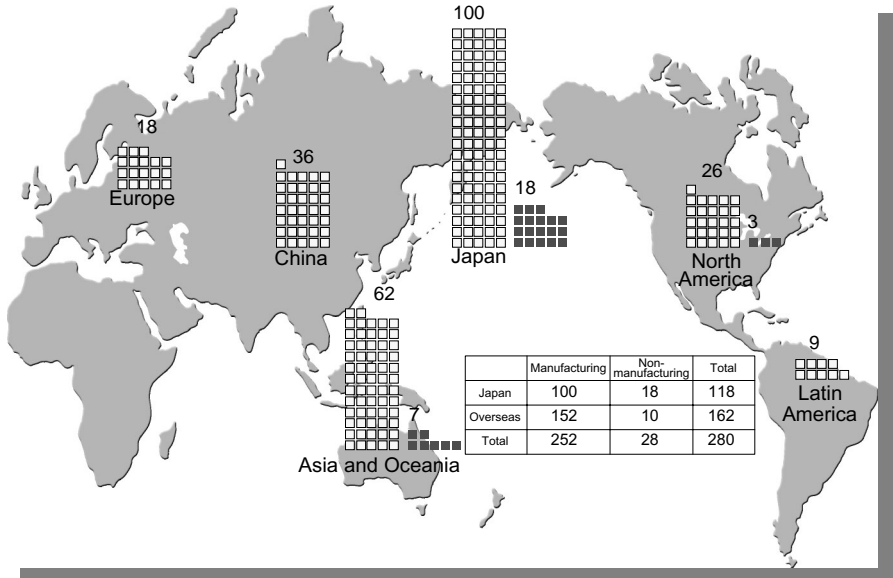 100
18
36
26
18
3
Europe
China
Japan
North
America
62
9
7
Latin
America
Asia and Oceania
Manufacturing Non-manufacturing Total
Japan 100 18 118
Overseas 152 10 162
Total 252 28 280